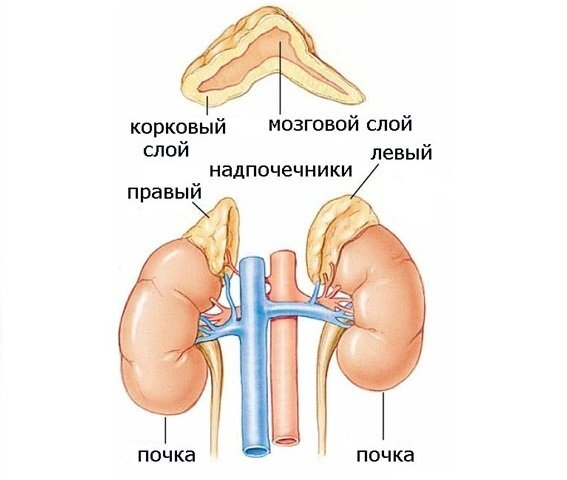 корковый
слой
мозговой слой
надпочечники
левый
правый
почка
почка